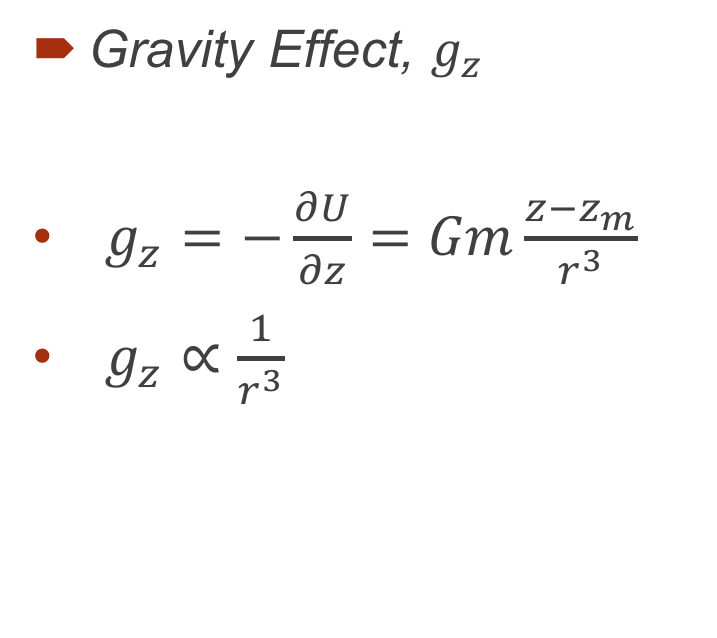 Gravity Effect, g_z
• g_z = −∂U/∂z = Gm (z−z_m)/r³
• g_z ∝ 1/r³